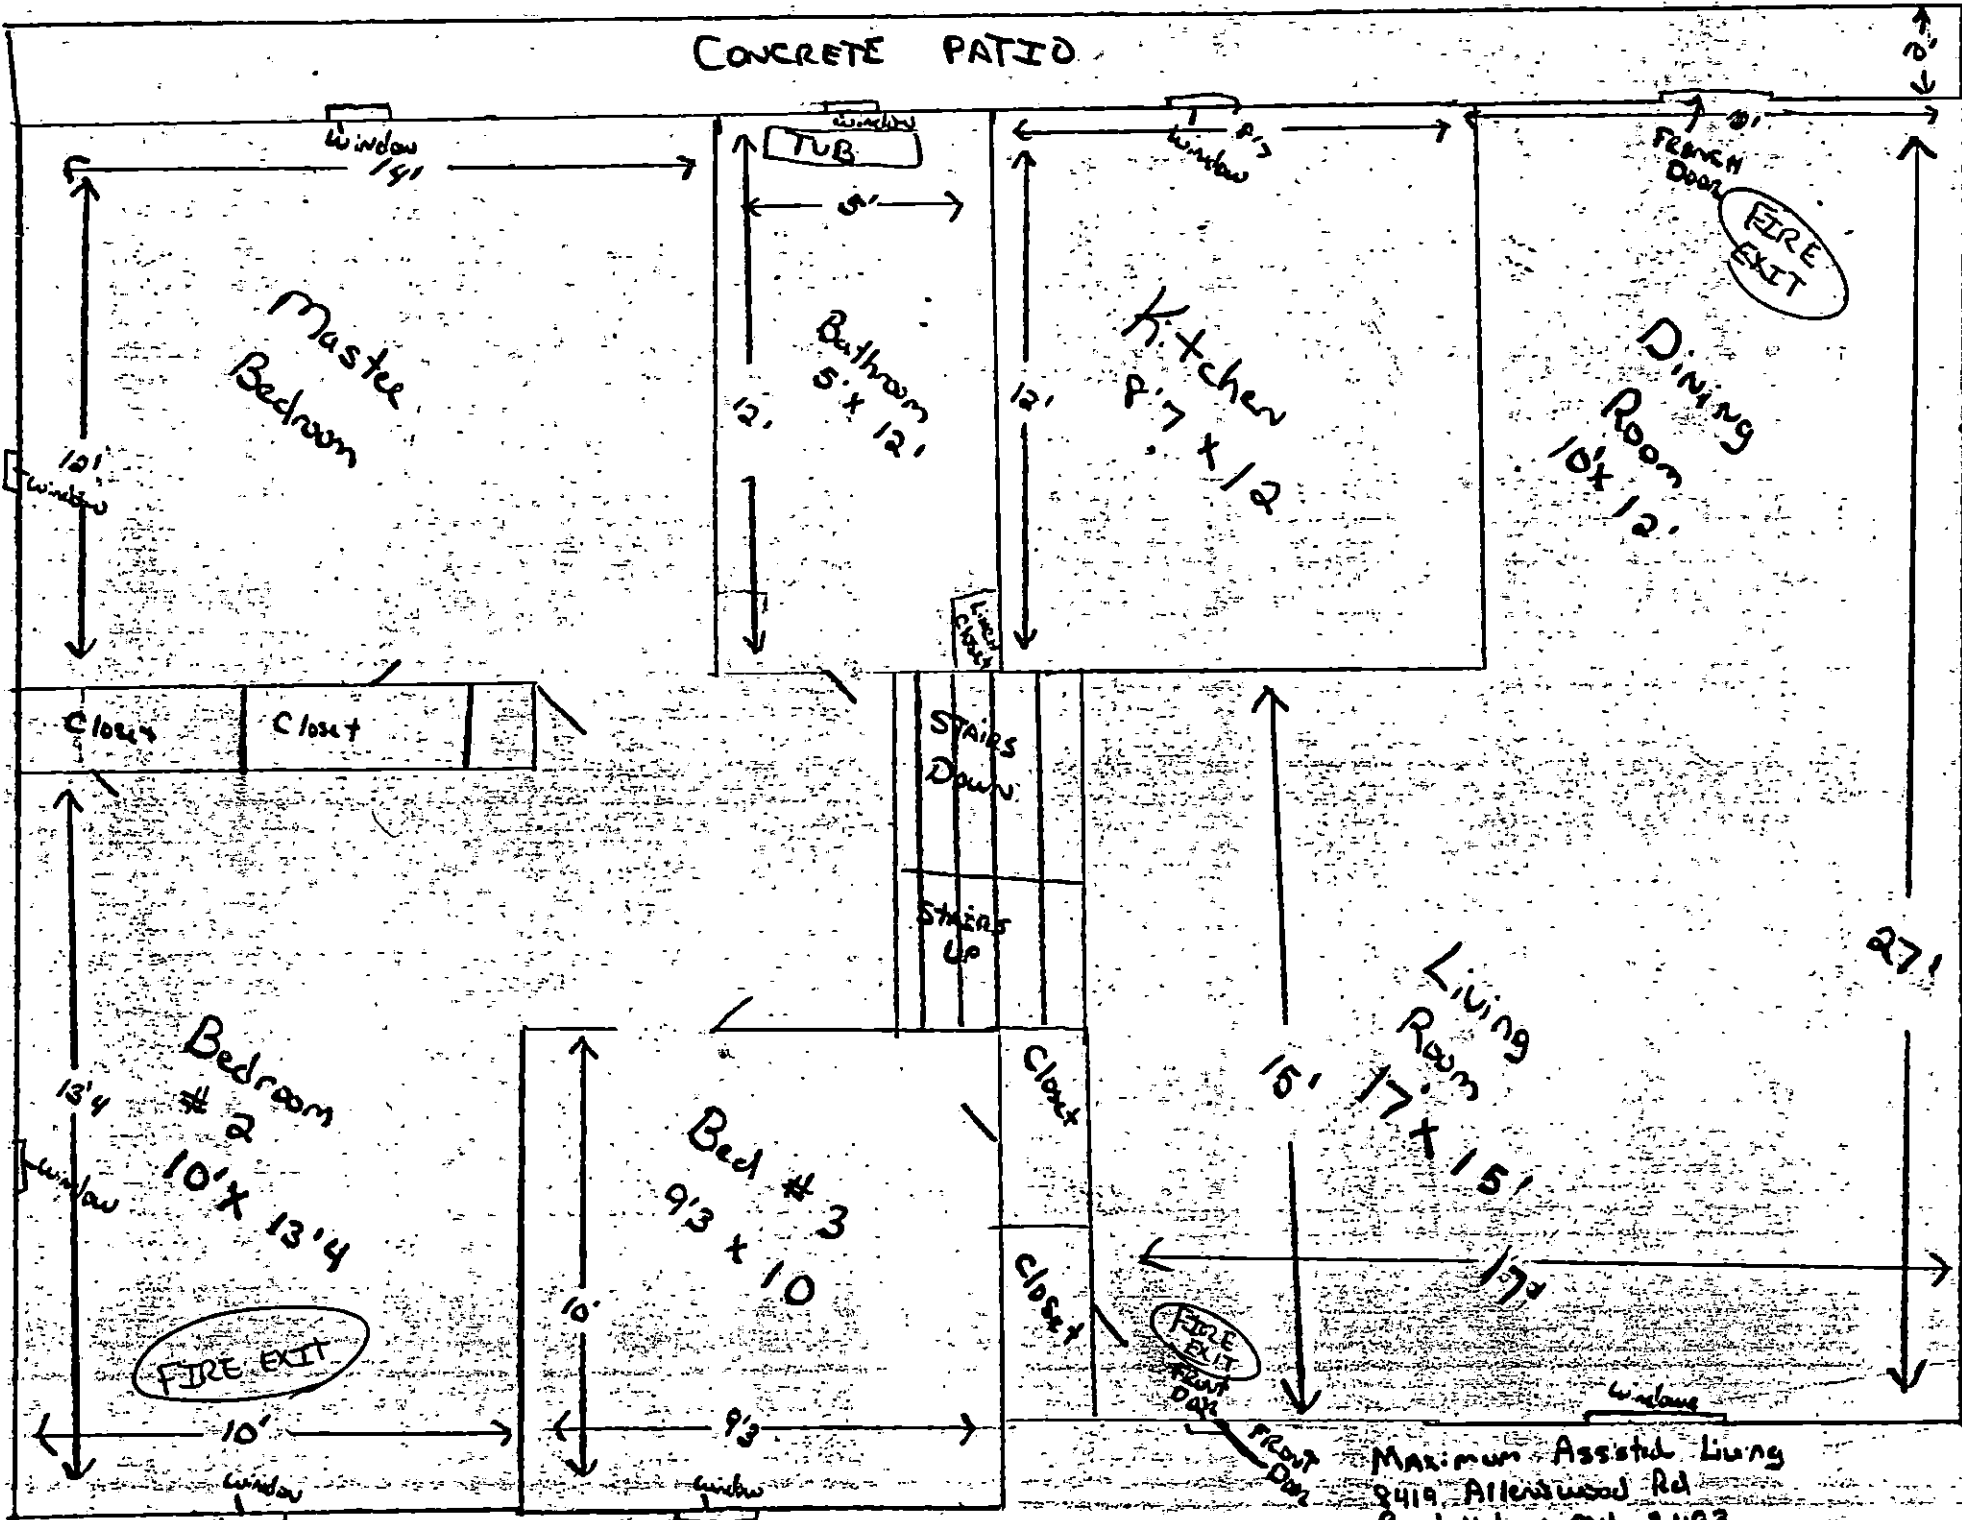 CONCRETE PATIO
10'
window
window
window
FRENCH
DOOR
10'
14'
TUB
5'
8'7
FIRE
EXIT
Master
Bedroom
12'
window
Bathroom
5' x 12'
12'
Kitchen
8'7 x 12
12'
Dining
Room
10' x 12'
Linen
Closet
Closet
Closet
STAIRS
DOWN
STAIRS
UP
27'
Living
Room
17' x 15'
15'
17'
Bedroom
# 2
10' x 13'4
13'4
window
FIRE EXIT
10'
window
Bed # 3
9'3 x 10
10'
9'3
window
Closet
Closet
FIRE
EXIT
FRONT
DOOR
FRONT
DOOR
window
Maximum Assisted Living
8419 Allenswood Rd